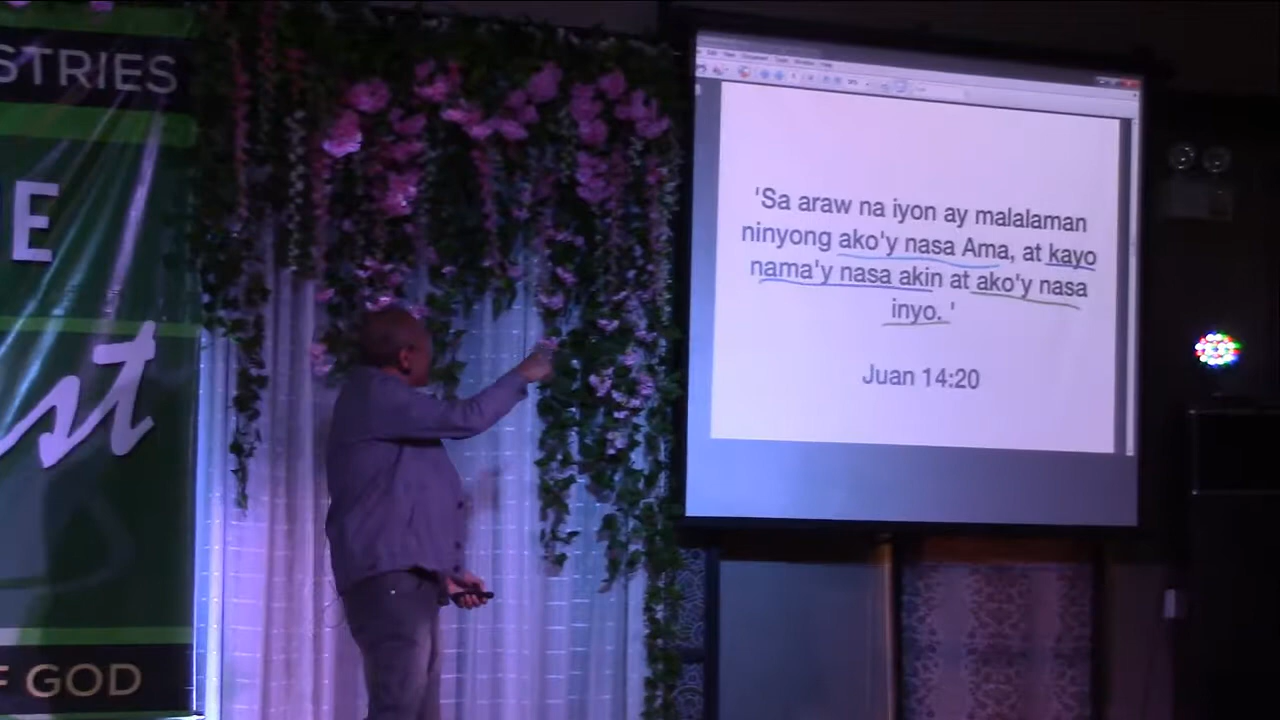 STRIES
E
st
F GOD
'Sa araw na iyon ay malalaman
ninyong ako'y nasa Ama, at kayo
nama'y nasa akin at ako'y nasa
inyo. '
Juan 14:20